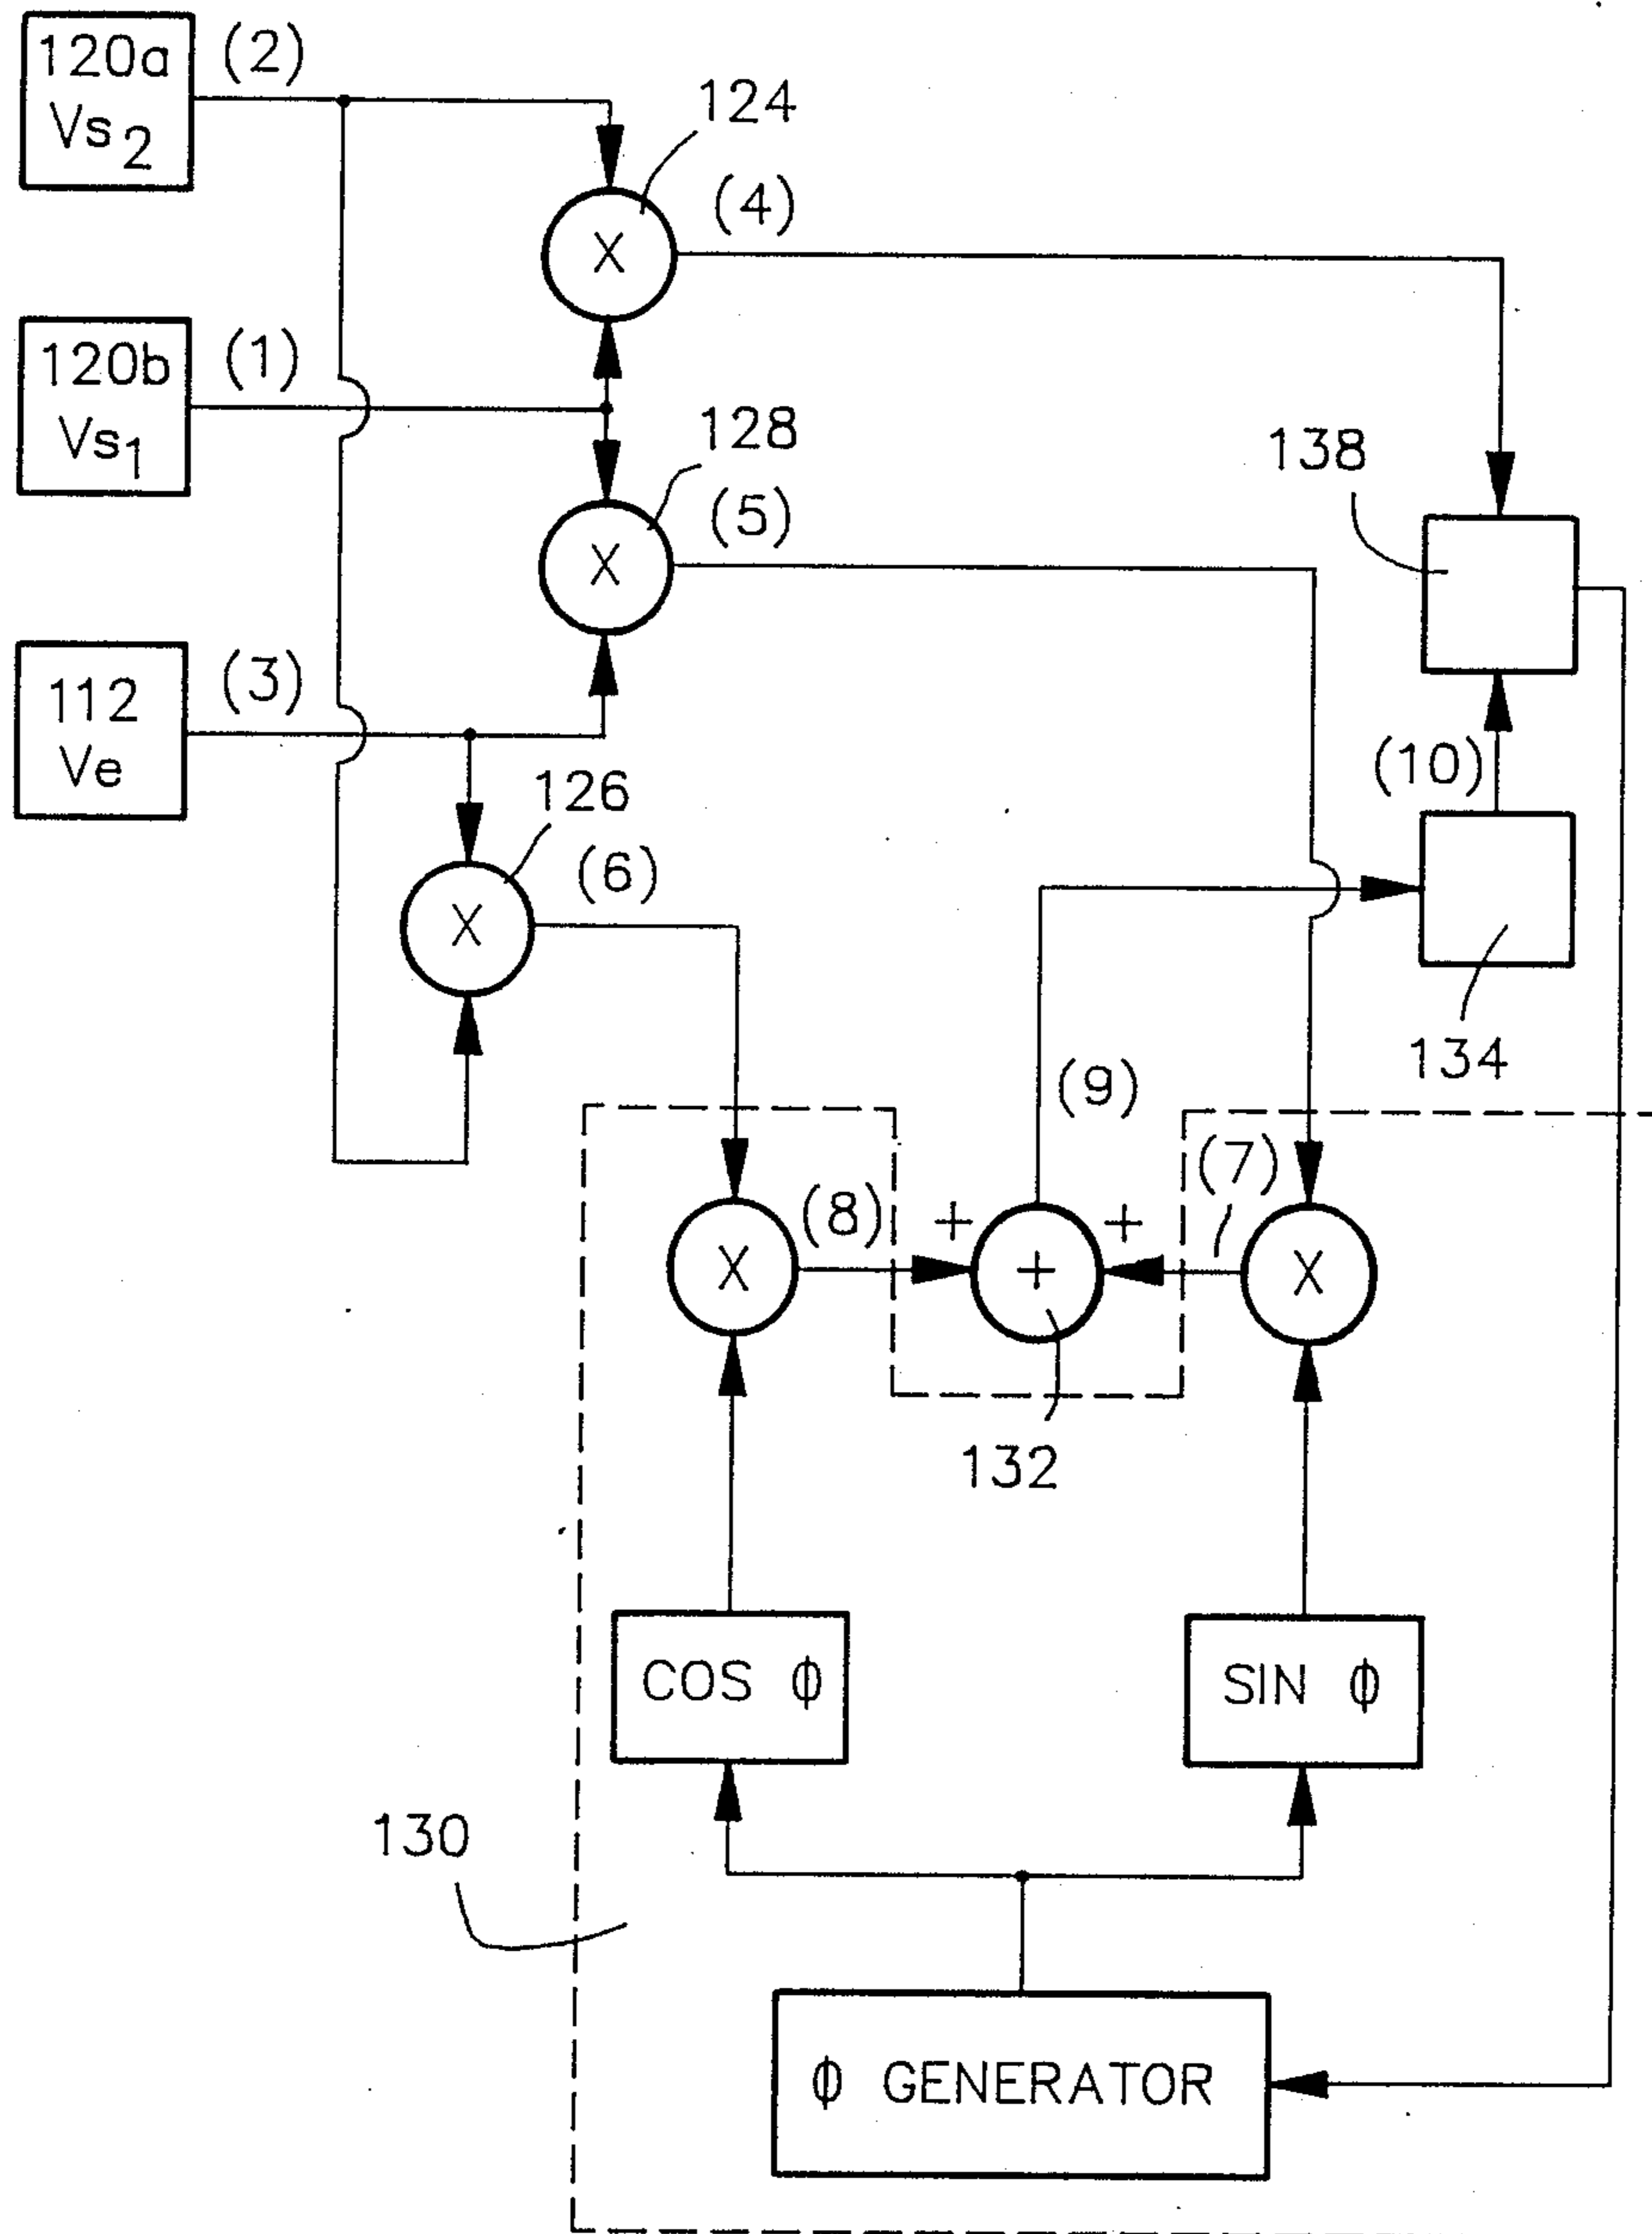 120a
Vs2
(2)
124
(4)
120b
Vs1
(1)
X
128
(5)
138
X
112
Ve
(3)
126
(6)
(10)
X
134
(9)
(7)
(8)
+
+
X
+
X
132
COS ϕ
SIN ϕ
130
ϕ GENERATOR